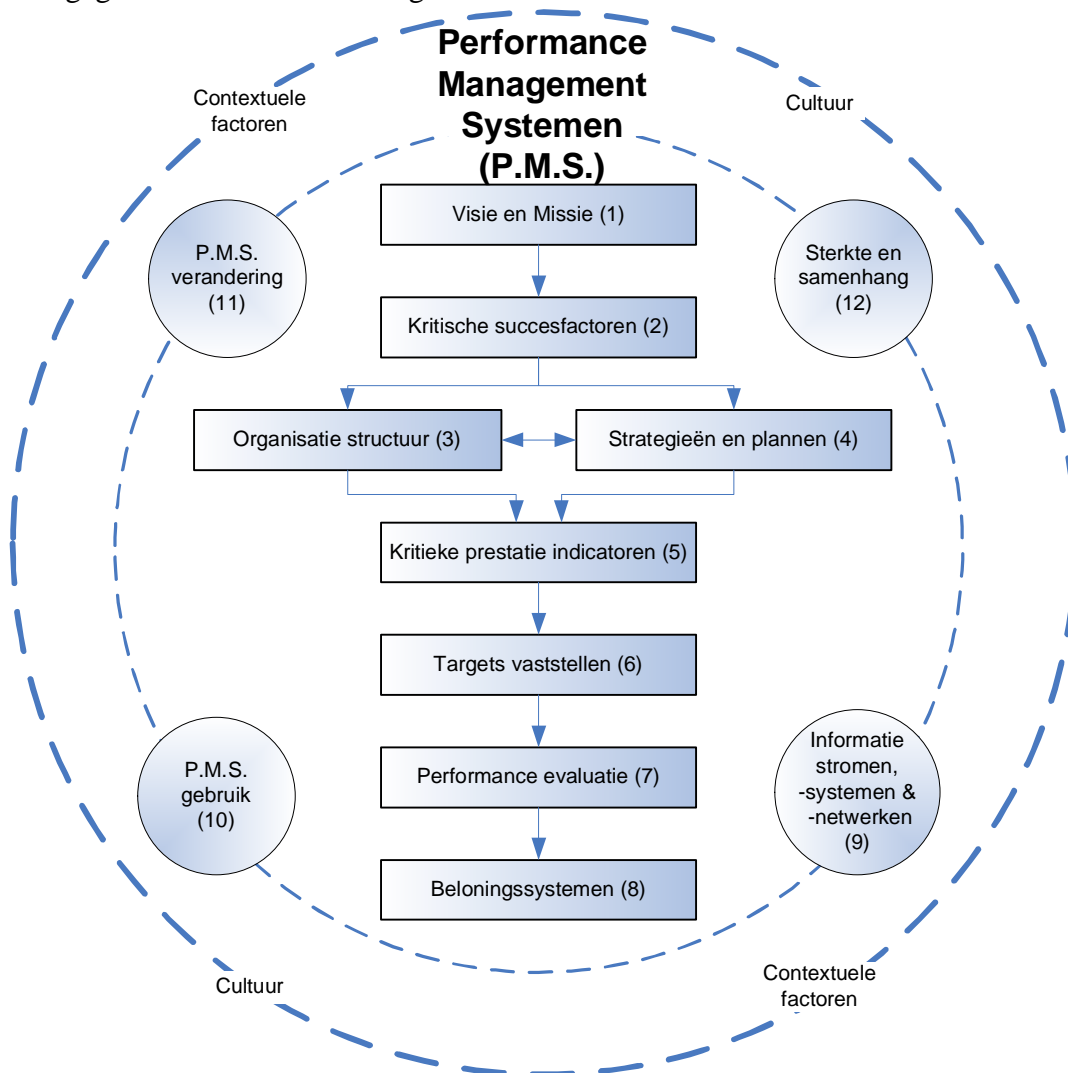 Performance
Management
Systemen
(P.M.S.)
Contextuele
factoren
Cultuur
Visie en Missie (1)
P.M.S.
verandering
(11)
Sterkte en
samenhang
(12)
Kritische succesfactoren (2)
Organisatie structuur (3)
Strategieën en plannen (4)
Kritieke prestatie indicatoren (5)
Targets vaststellen (6)
P.M.S.
gebruik
(10)
Performance evaluatie (7)
Informatie
stromen,
-systemen &
-netwerken
(9)
Beloningssystemen (8)
Cultuur
Contextuele
factoren